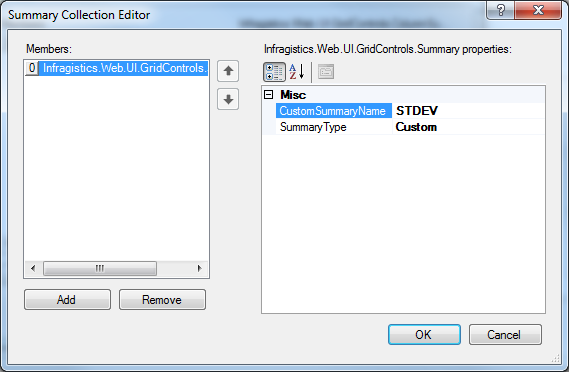 Summary Collection Editor
Members:
0 Infragistics.Web.UI.GridControls.
Add
Remove
Infragistics.Web.UI.GridControls.Summary properties:
Misc
CustomSummaryName STDEV
SummaryType Custom
OK
Cancel